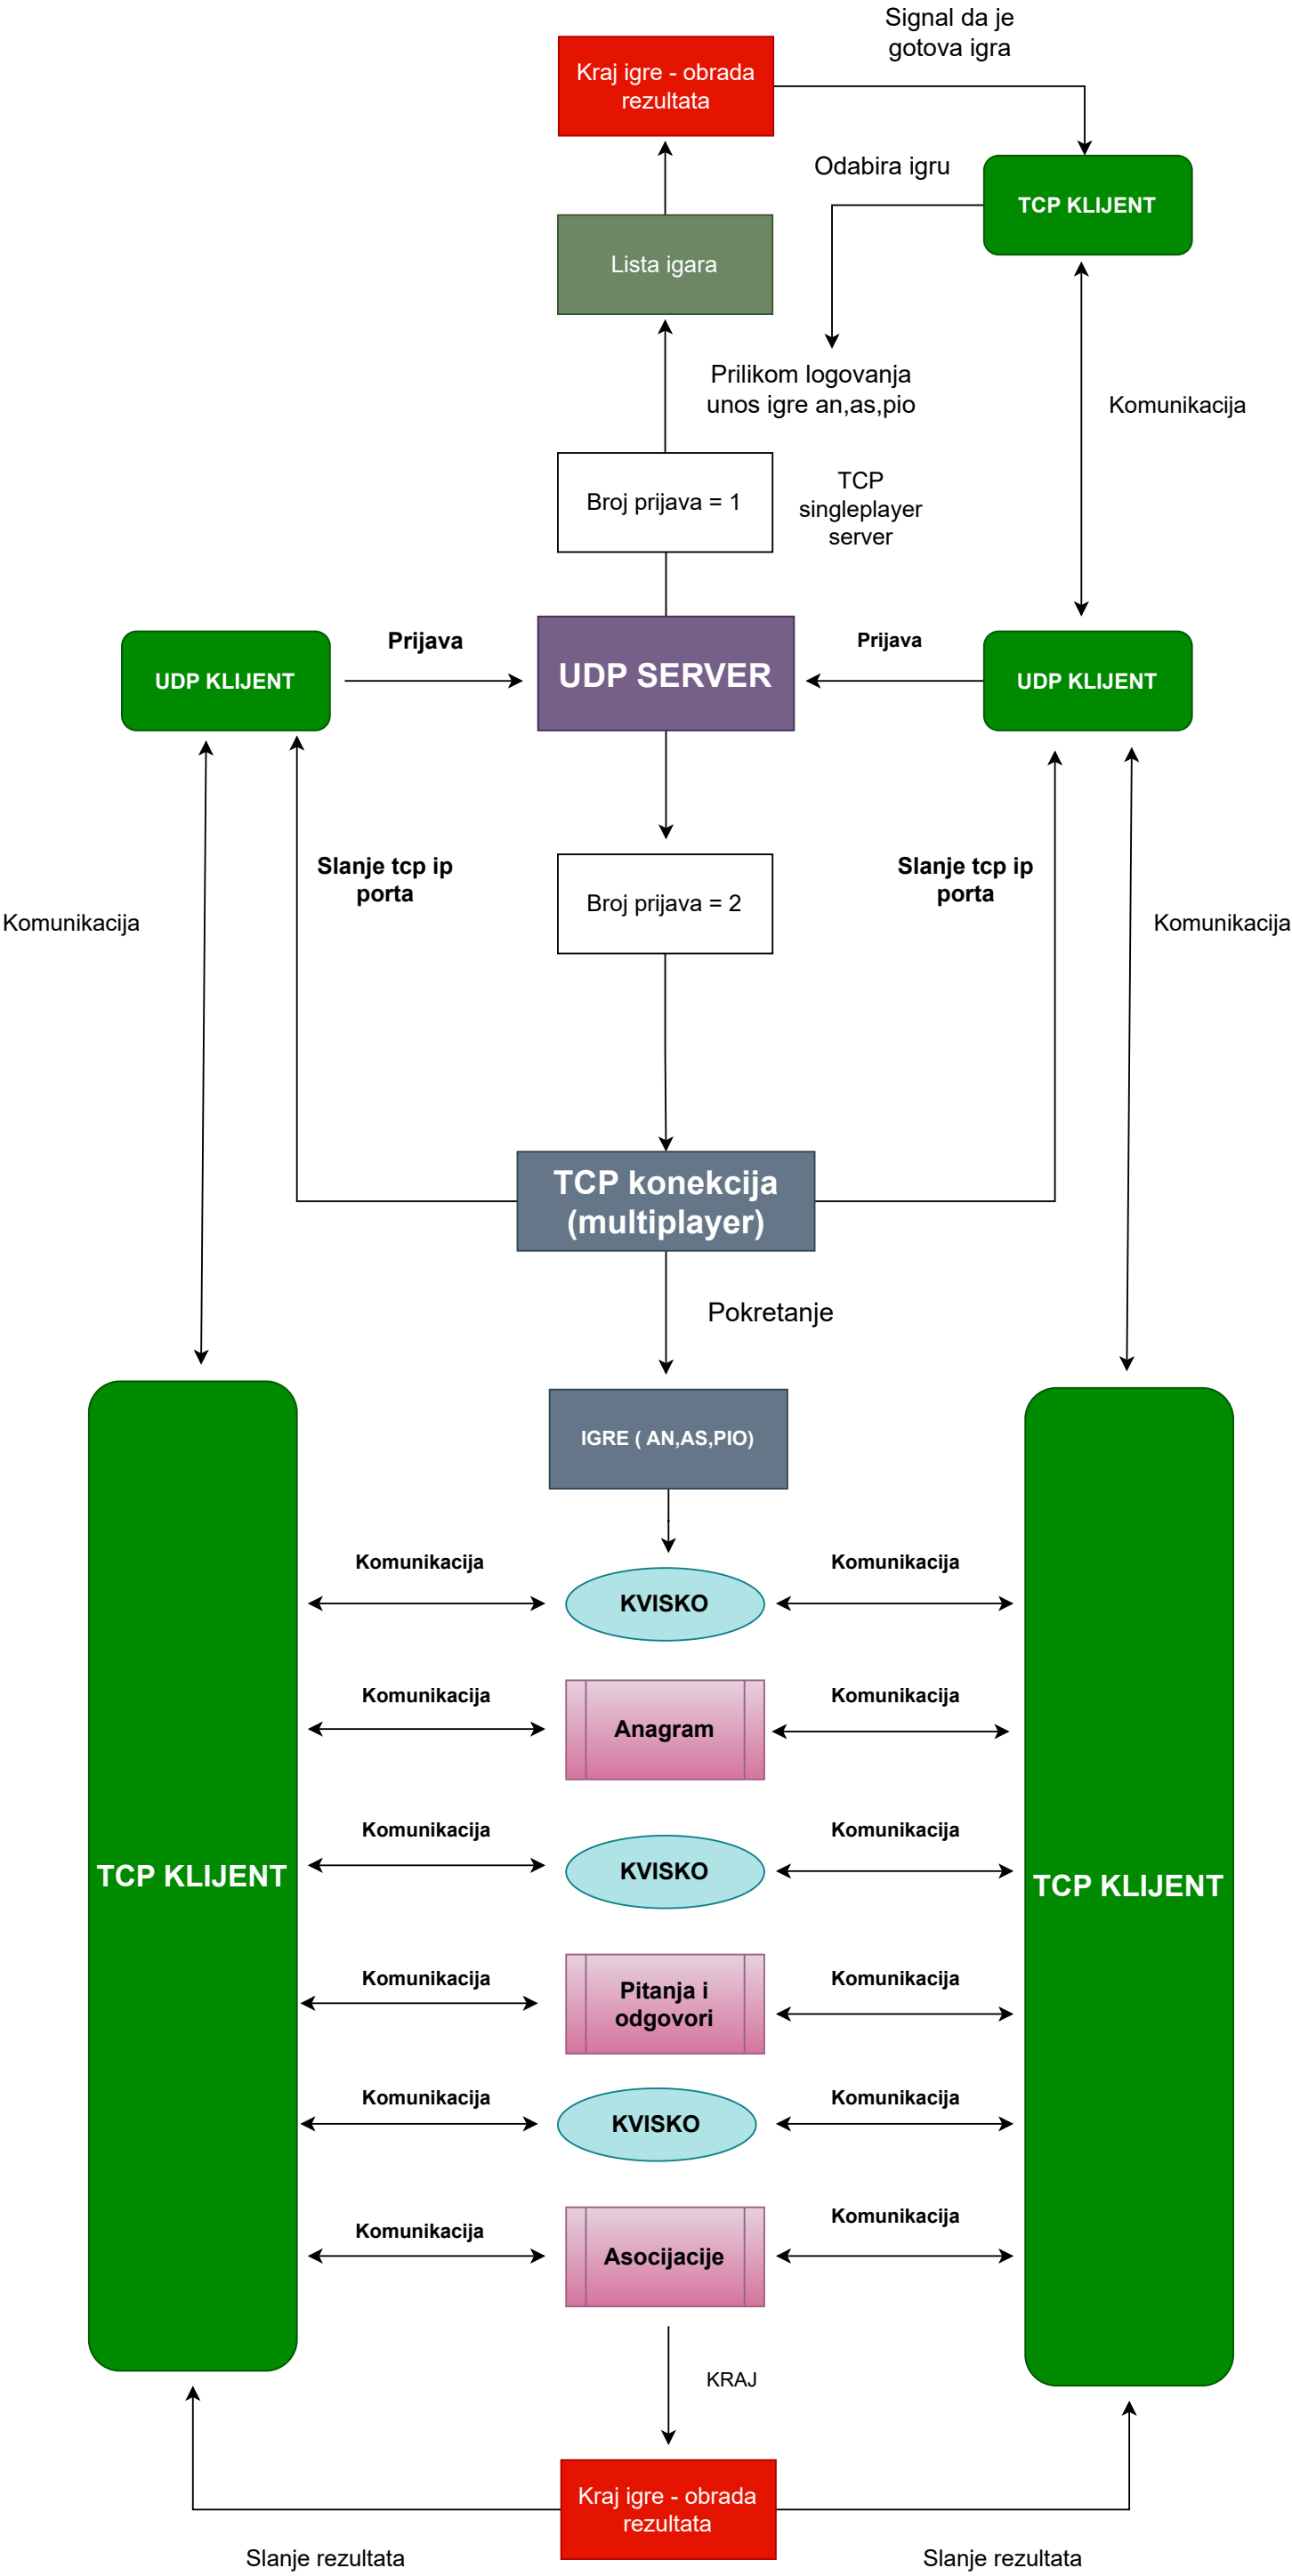 Signal da je
gotova igra
Kraj igre - obrada
rezultata
Odabira igru
TCP KLIJENT
Lista igara
Prilikom logovanja
unos igre an,as,pio
Komunikacija
Broj prijava = 1
TCP
singleplayer
server
Prijava
Prijava
UDP KLIJENT
UDP SERVER
UDP KLIJENT
Slanje tcp ip
porta
Broj prijava = 2
Slanje tcp ip
porta
Komunikacija
Komunikacija
TCP konekcija
(multiplayer)
Pokretanje
IGRE ( AN,AS,PIO)
Komunikacija
Komunikacija
KVISKO
Komunikacija
Komunikacija
Anagram
Komunikacija
Komunikacija
KVISKO
TCP KLIJENT
TCP KLIJENT
Komunikacija
Komunikacija
Pitanja i
odgovori
Komunikacija
Komunikacija
KVISKO
Komunikacija
Komunikacija
Asocijacije
KRAJ
Kraj igre - obrada
rezultata
Slanje rezultata
Slanje rezultata